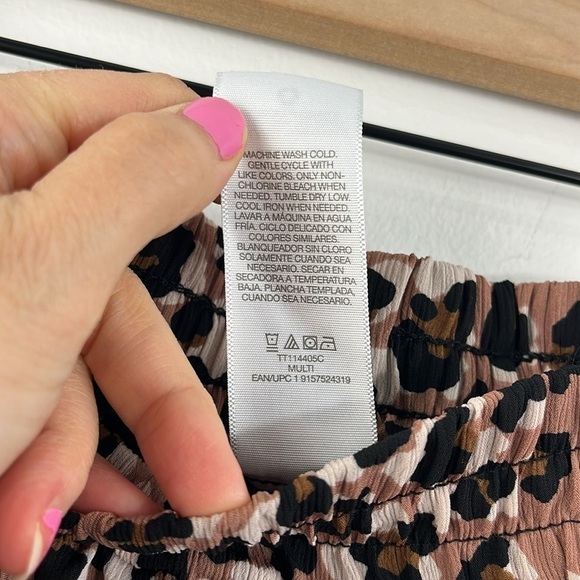 MACHINE WASH COLD.
GENTLE CYCLE WITH
LIKE COLORS. ONLY NON-
CHLORINE BLEACH WHEN
NEEDED. TUMBLE DRY LOW.
COOL IRON WHEN NEEDED.
LAVAR A MÁQUINA EN AGUA
FRÍA. CICLO DELICADO CON
COLORES SIMILARES.
BLANQUEADOR SIN CLORO
SOLAMENTE CUANDO SEA
NECESARIO. SECAR EN
SECADORA A TEMPERATURA
BAJA. PLANCHA TEMPLADA,
CUANDO SEA NECESARIO.
TT114405C
MULTI
EAN/UPC 1 9157524319